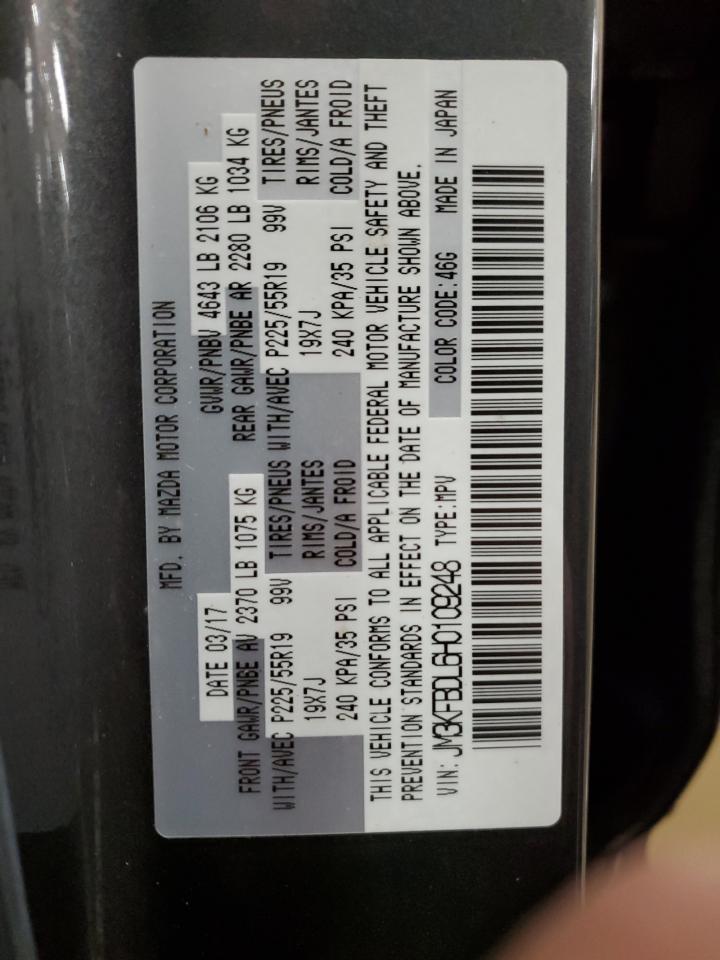 MFD. BY MAZDA MOTOR CORPORATION
DATE 03/17 GVWR/PNBV 4643 LB 2106 KG
FRONT GAWR/PNBE AV 2370 LB 1075 KG REAR GAWR/PNBE AR 2280 LB 1034 KG
WITH/AVEC P225/55R19 99V TIRES/PNEUS WITH/AVEC P225/55R19 99V TIRES/PNEUS
19X7J RIMS/JANTES 19X7J RIMS/JANTES
240 KPA/35 PSI COLD/A FROID 240 KPA/35 PSI COLD/A FROID
THIS VEHICLE CONFORMS TO ALL APPLICABLE FEDERAL MOTOR VEHICLE SAFETY AND THEFT
PREVENTION STANDARDS IN EFFECT ON THE DATE OF MANUFACTURE SHOWN ABOVE.
VIN: JM3KFBDL6H0109248 TYPE:MPV COLOR CODE:46G MADE IN JAPAN